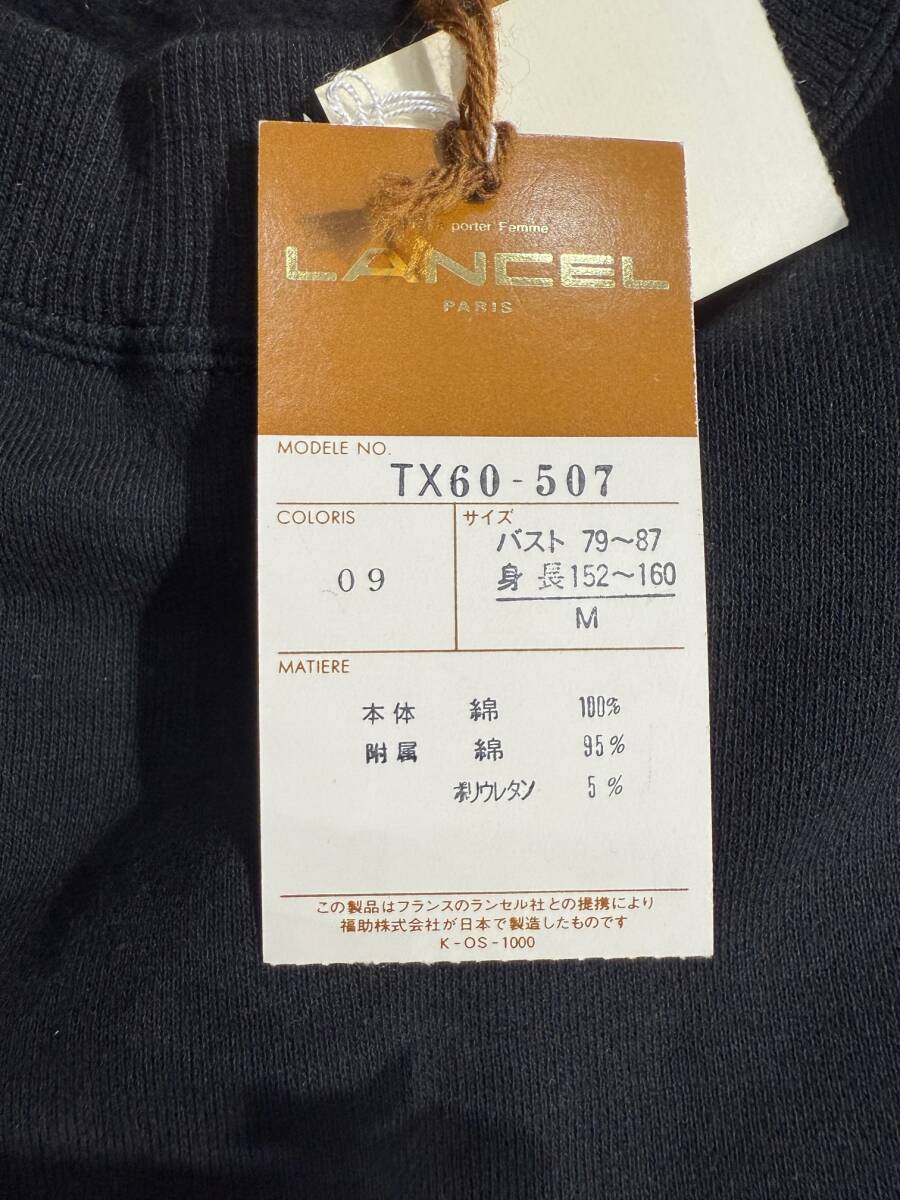 porter Femme
LANCEL
PARIS
MODELE NO.
TX60-507
COLORIS
09
サイズ
バスト 79〜87
身長 152〜160
M
MATIERE
本体 綿 100%
附属 綿 95%
ポリウレタン 5%
この製品はフランスのランセル社との提携により
福助株式会社が日本で製造したものです
K-OS-1000